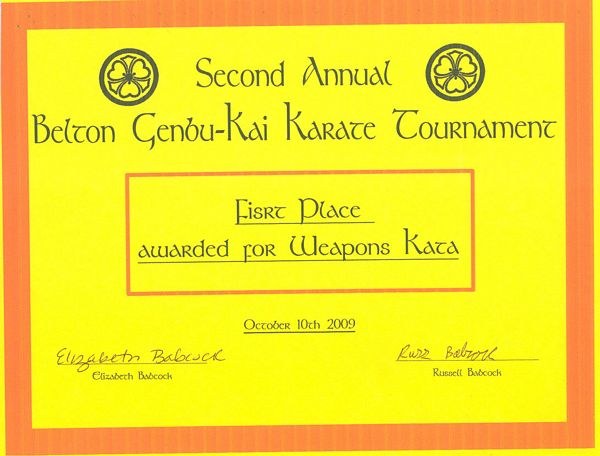 Second Annual
Belton Genbu-Kai Karate Tournament
Fisrt Place
awarded for Weapons Kata
October 10th 2009
Elizabeth Babcock
Russ Babcock
Elizabeth Babcock
Russell Babcock